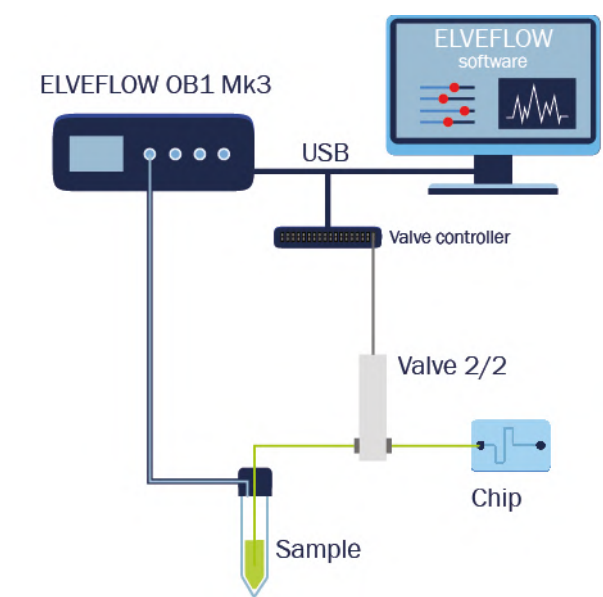 ELVEFLOW
software
ELVEFLOW OB1 Mk3
USB
Valve controller
Valve 2/2
Chip
Sample